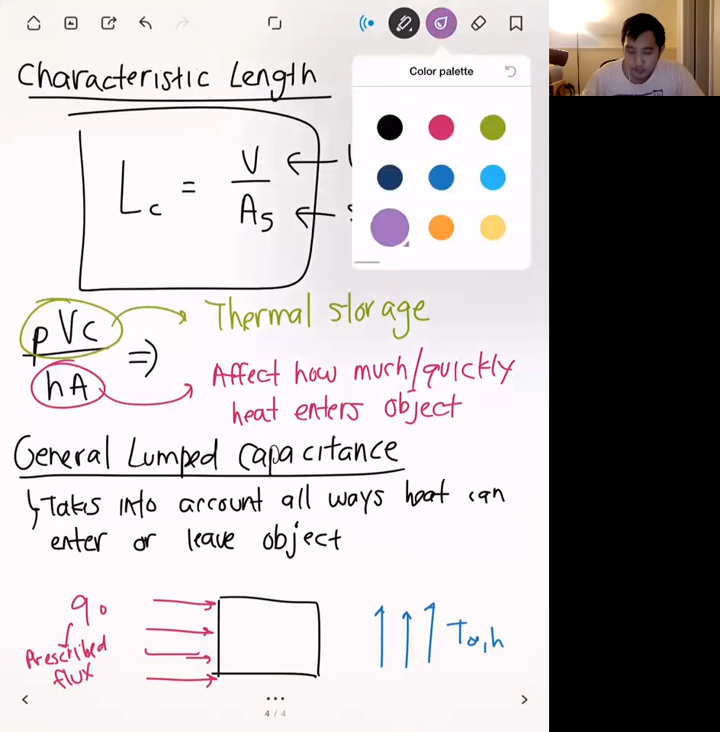 Characteristic Length
Color palette
Lc = V / As
ρVc / hA ⇒
Thermal storage
Affect how much/quickly
heat enters object
General Lumped Capacitance
↳ Takes into account all ways heat can
enter or leave object
q0
Prescribed
flux
T∞,h
4 / 4